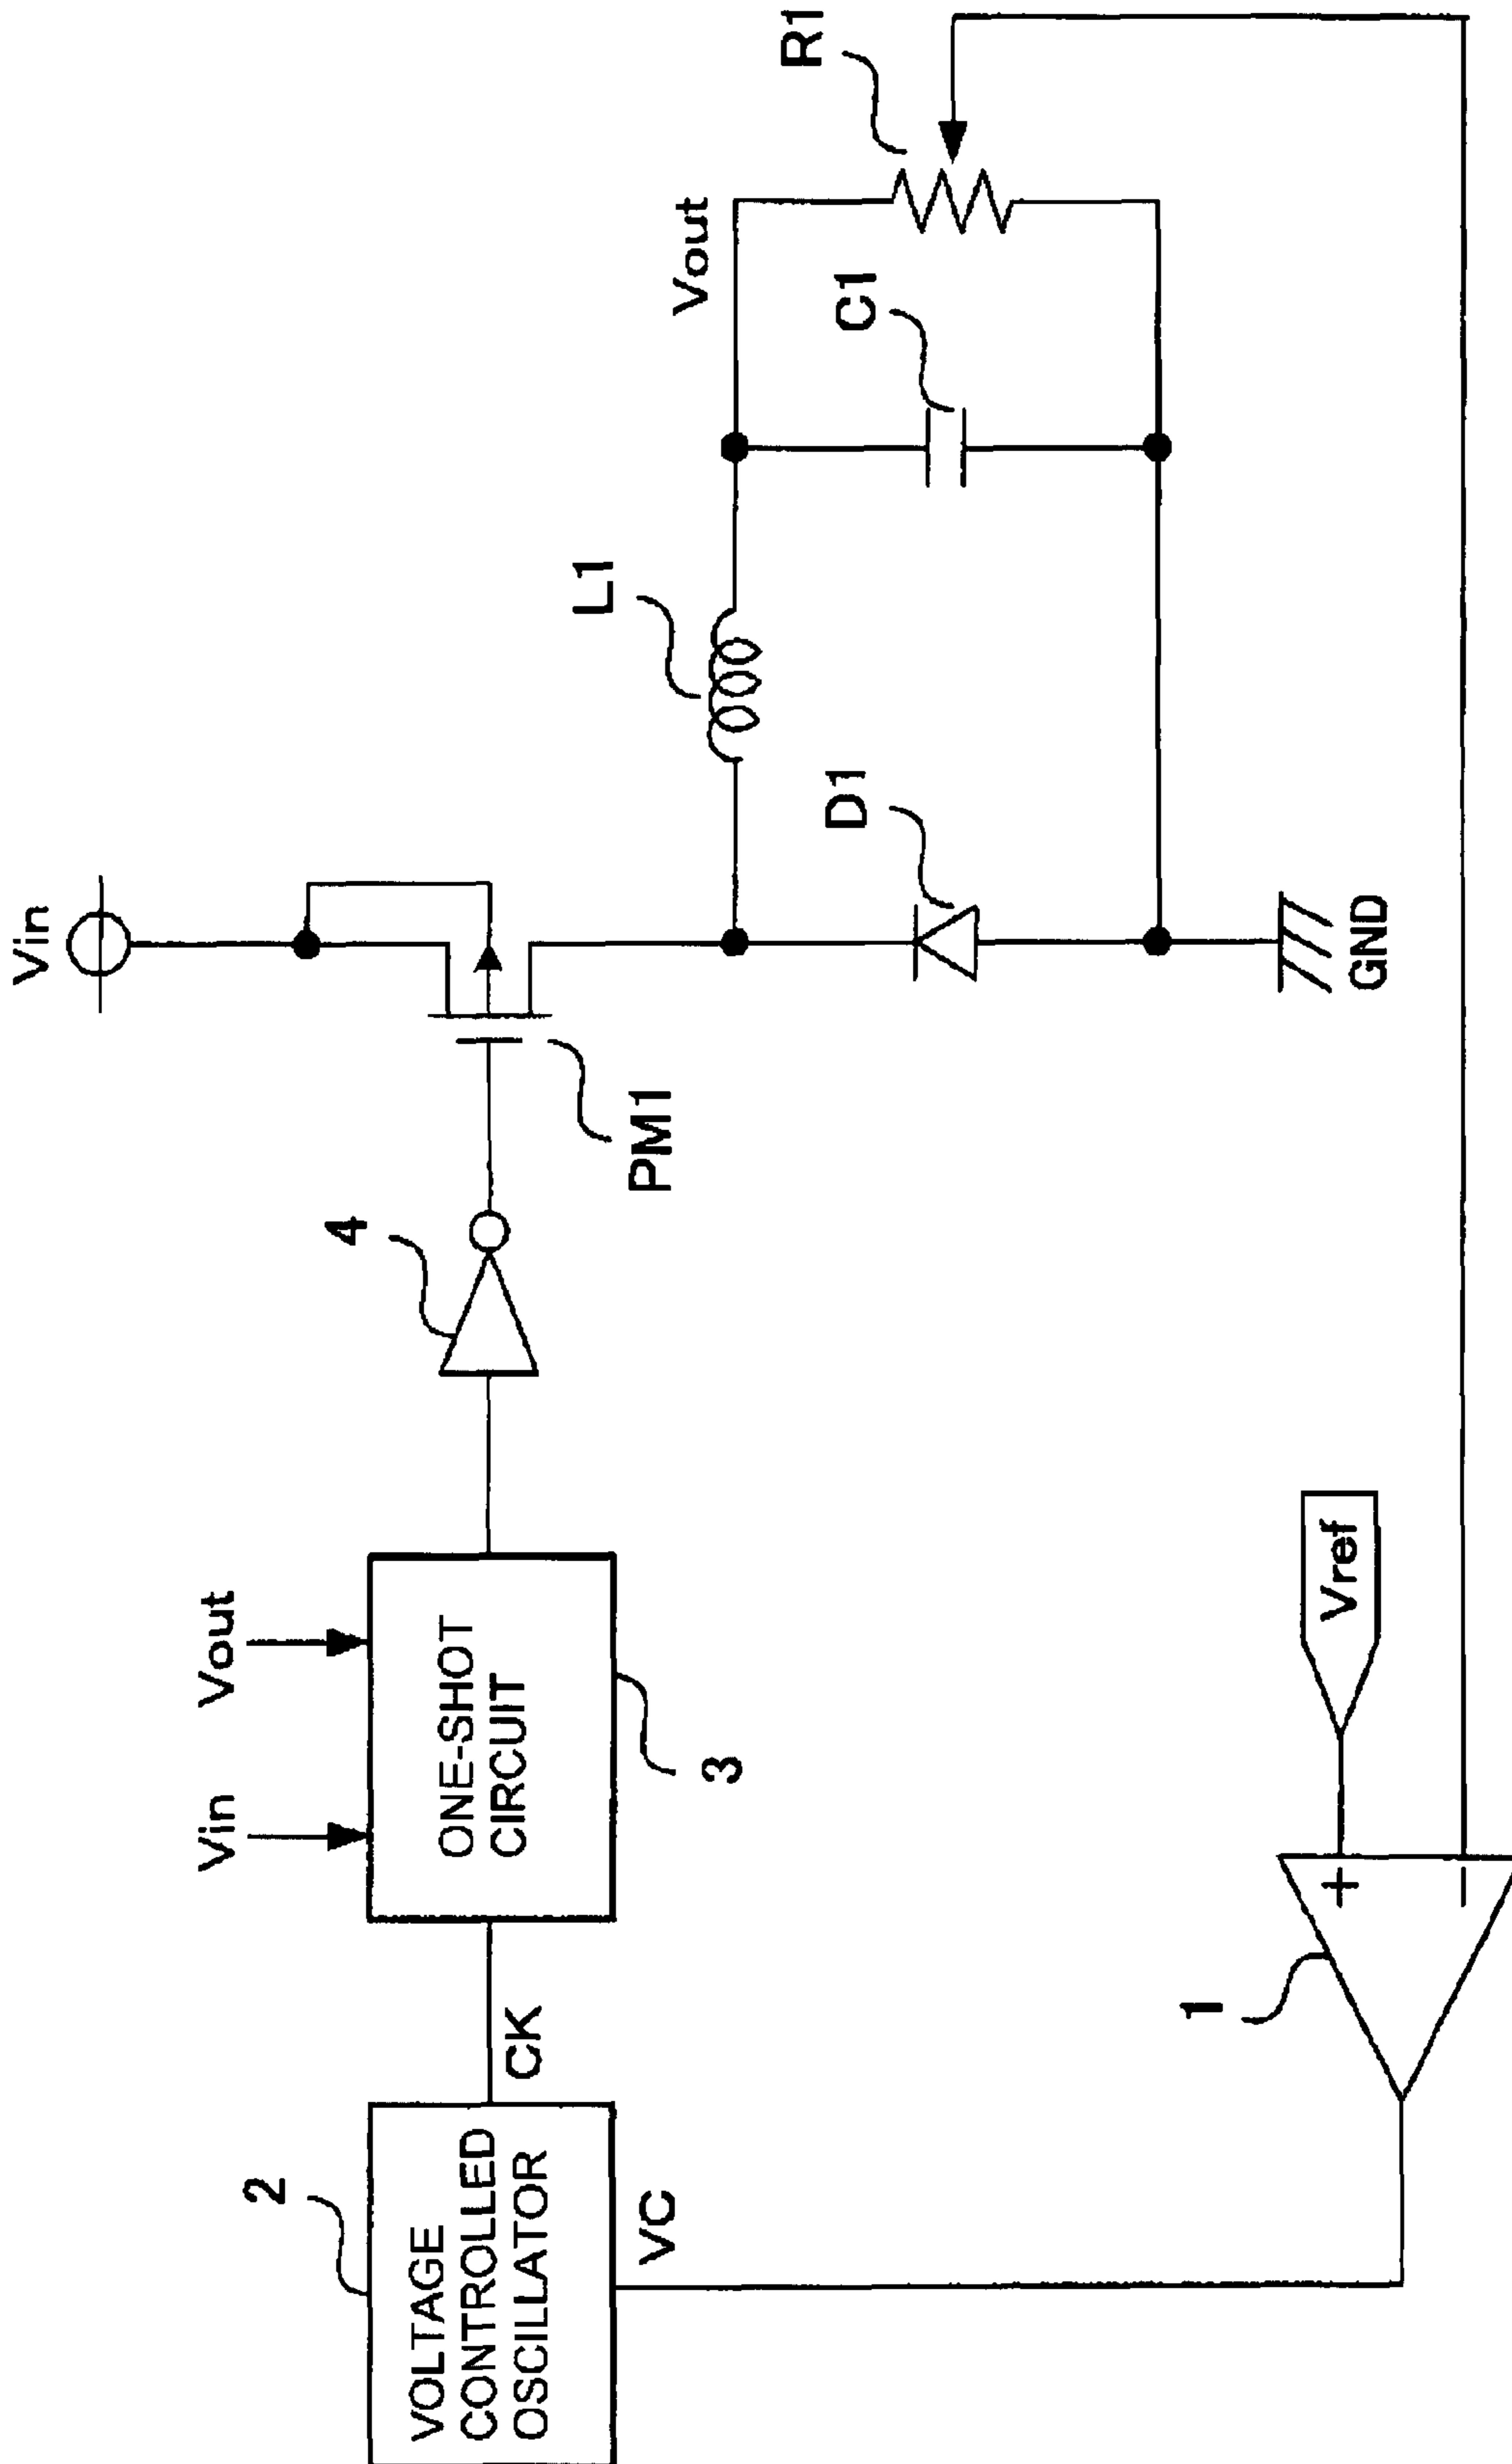 Vin
Vin
Vout
2
VOLTAGE
CONTROLLED
OSCILLATOR
CK
ONE-SHOT
CIRCUIT
3
4
PM1
L1
Vout
R1
C1
D1
GND
VC
1
+
−
Vref